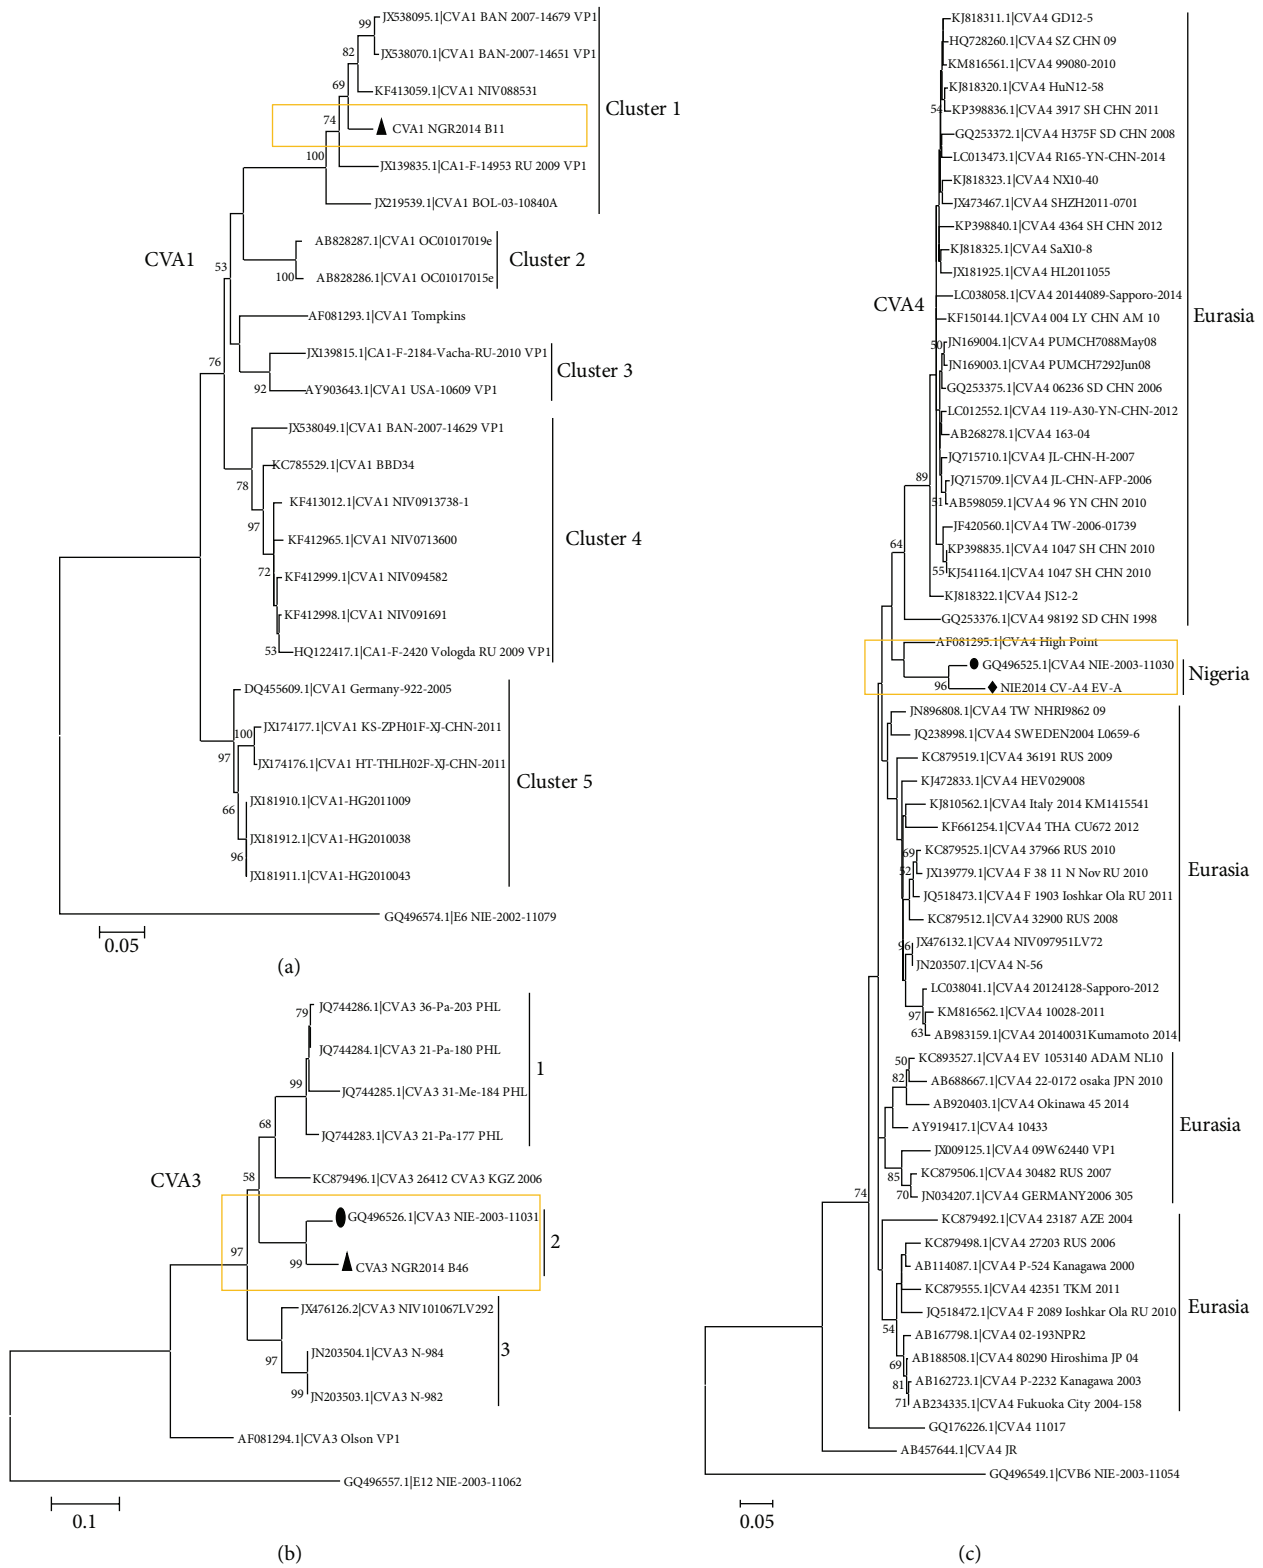 JX538095.1|CVA1 BAN 2007-14679 VP1
99
JX538070.1|CVA1 BAN-2007-14651 VP1
82
KF413059.1|CVA1 NIV088531
69
Cluster 1
CVA1 NGR2014 B11
74
JX139835.1|CA1-F-14953 RU 2009 VP1
100
JX219539.1|CVA1 BOL-03-10840A
AB828287.1|CVA1 OC01017019e
CVA1
Cluster 2
53
AB828286.1|CVA1 OC01017015e
100
AF081293.1|CVA1 Tompkins
JX139815.1|CA1-F-2184-Vacha-RU-2010 VP1
76
Cluster 3
92
AY903643.1|CVA1 USA-10609 VP1
JX538049.1|CVA1 BAN-2007-14629 VP1
KC785529.1|CVA1 BBD34
78
KF413012.1|CVA1 NIV0913738-1
97
KF412965.1|CVA1 NIV0713600
Cluster 4
72
KF412999.1|CVA1 NIV094582
KF412998.1|CVA1 NIV091691
53
HQ122417.1|CA1-F-2420 Vologda RU 2009 VP1
DQ455609.1|CVA1 Germany-922-2005
JX174177.1|CVA1 KS-ZPH01F-XJ-CHN-2011
100
97
JX174176.1|CVA1 HT-THLH02F-XJ-CHN-2011
Cluster 5
JX181910.1|CVA1-HG2011009
66
JX181912.1|CVA1-HG2010038
96
JX181911.1|CVA1-HG2010043
GQ496574.1|E6 NIE-2002-11079
0.05
(a)
JQ744286.1|CVA3 36-Pa-203 PHL
79
JQ744284.1|CVA3 21-Pa-180 PHL
1
99
JQ744285.1|CVA3 31-Me-184 PHL
68
JQ744283.1|CVA3 21-Pa-177 PHL
CVA3
58
KC879496.1|CVA3 26412 CVA3 KGZ 2006
GQ496526.1|CVA3 NIE-2003-11031
2
97
99
CVA3 NGR2014 B46
JX476126.2|CVA3 NIV101067LV292
3
97
JN203504.1|CVA3 N-984
99
JN203503.1|CVA3 N-982
AF081294.1|CVA3 Olson VP1
GQ496557.1|E12 NIE-2003-11062
0.1
(b)
KJ818311.1|CVA4 GD12-5
HQ728260.1|CVA4 SZ CHN 09
KM816561.1|CVA4 99080-2010
KJ818320.1|CVA4 HuN12-58
54
KP398836.1|CVA4 3917 SH CHN 2011
GQ253372.1|CVA4 H375F SD CHN 2008
LC013473.1|CVA4 R165-YN-CHN-2014
KJ818323.1|CVA4 NX10-40
JX473467.1|CVA4 SHZH2011-0701
KP398840.1|CVA4 4364 SH CHN 2012
KJ818325.1|CVA4 SaX10-8
JX181925.1|CVA4 HL2011055
LC038058.1|CVA4 20144089-Sapporo-2014
CVA4
KF150144.1|CVA4 004 LY CHN AM 10
Eurasia
50
JN169004.1|CVA4 PUMCH7088May08
JN169003.1|CVA4 PUMCH7292Jun08
GQ253375.1|CVA4 06236 SD CHN 2006
LC012552.1|CVA4 119-A30-YN-CHN-2012
AB268278.1|CVA4 163-04
JQ715710.1|CVA4 JL-CHN-H-2007
89
JQ715709.1|CVA4 JL-CHN-AFP-2006
51
AB598059.1|CVA4 96 YN CHN 2010
JF420560.1|CVA4 TW-2006-01739
64
KP398835.1|CVA4 1047 SH CHN 2010
55
KJ541164.1|CVA4 1047 SH CHN 2010
KJ818322.1|CVA4 JS12-2
GQ253376.1|CVA4 98192 SD CHN 1998
AF081295.1|CVA4 High Point
GQ496525.1|CVA4 NIE-2003-11030
Nigeria
96
NIE2014 CV-A4 EV-A
JN896808.1|CVA4 TW NHRI9862 09
JQ238998.1|CVA4 SWEDEN2004 L0659-6
KC879519.1|CVA4 36191 RUS 2009
KJ472833.1|CVA4 HEV029008
KJ810562.1|CVA4 Italy 2014 KM1415541
KF661254.1|CVA4 THA CU672 2012
69
KC879525.1|CVA4 37966 RUS 2010
52
JX139779.1|CVA4 F 38 11 N Nov RU 2010
Eurasia
JQ518473.1|CVA4 F 1903 Ioshkar Ola RU 2011
KC879512.1|CVA4 32900 RUS 2008
96
JX476132.1|CVA4 NIV097951LV72
JN203507.1|CVA4 N-56
LC038041.1|CVA4 20124128-Sapporo-2012
97
KM816562.1|CVA4 10028-2011
63
AB983159.1|CVA4 20140031Kumamoto 2014
50
KC893527.1|CVA4 EV 1053140 ADAM NL10
82
AB688667.1|CVA4 22-0172 osaka JPN 2010
AB920403.1|CVA4 Okinawa 45 2014
AY919417.1|CVA4 10433
Eurasia
JX009125.1|CVA4 09W62440 VP1
85
KC879506.1|CVA4 30482 RUS 2007
74
70
JN034207.1|CVA4 GERMANY2006 305
KC879492.1|CVA4 23187 AZE 2004
KC879498.1|CVA4 27203 RUS 2006
AB114087.1|CVA4 P-524 Kanagawa 2000
KC879555.1|CVA4 42351 TKM 2011
JQ518472.1|CVA4 F 2089 Ioshkar Ola RU 2010
Eurasia
54
AB167798.1|CVA4 02-193NPR2
69
AB188508.1|CVA4 80290 Hiroshima JP 04
81
AB162723.1|CVA4 P-2232 Kanagawa 2003
71
AB234335.1|CVA4 Fukuoka City 2004-158
GQ176226.1|CVA4 11017
AB457644.1|CVA4 JR
GQ496549.1|CVB6 NIE-2003-11054
0.05
(c)